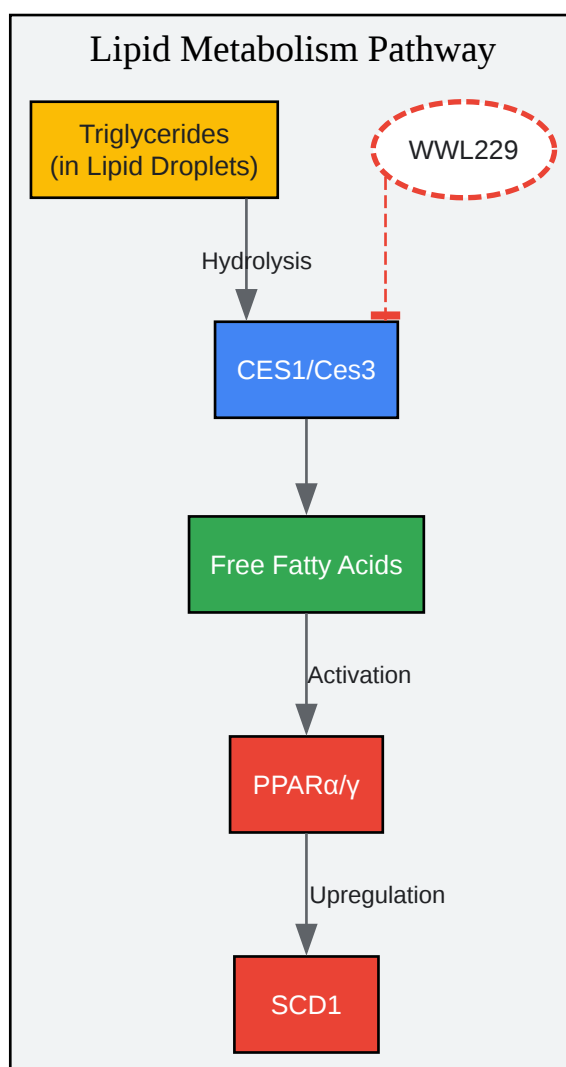 Lipid Metabolism Pathway
Triglycerides
(in Lipid Droplets)
WWL229
Hydrolysis
CES1/Ces3
Free Fatty Acids
Activation
PPARα/γ
Upregulation
SCD1